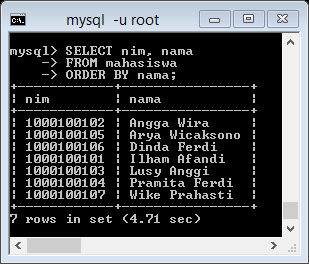 mysql -u root
mysql> SELECT nim, nama
-> FROM mahasiswa
-> ORDER BY nama;
+------------+----------------+
| nim | nama |
+------------+----------------+
| 1000100102 | Angga Wira |
| 1000100105 | Arya Wicaksono |
| 1000100106 | Dinda Ferdi |
| 1000100101 | Ilham Afandi |
| 1000100103 | Lusy Anggi |
| 1000100104 | Pramita Ferdi |
| 1000100107 | Wike Prahasti |
+------------+----------------+
7 rows in set (4.71 sec)